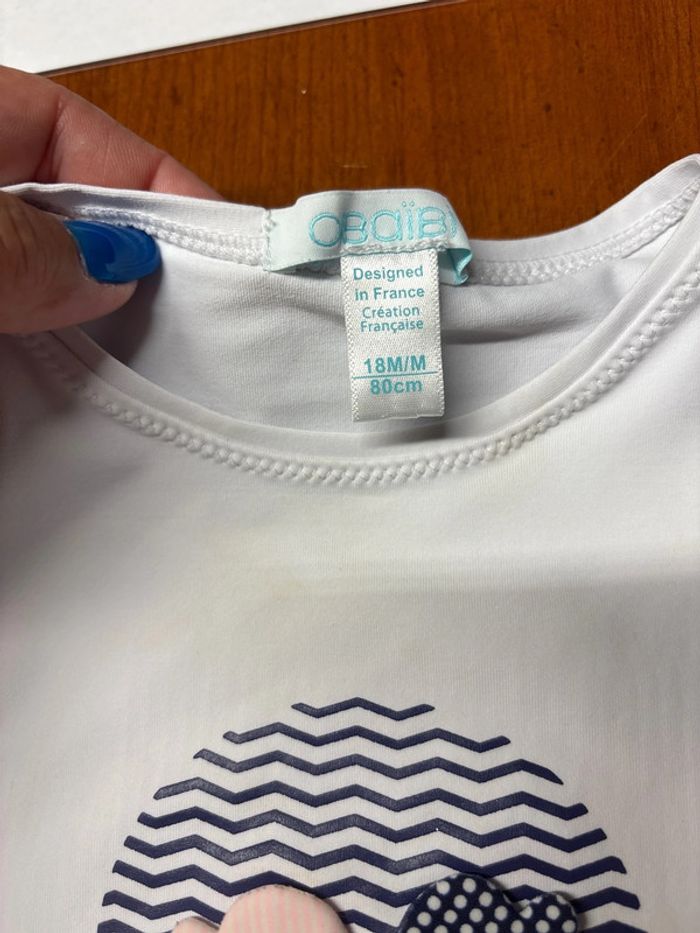 OBAÏBI
Designed
in France
Création
Française
18M/M
80cm